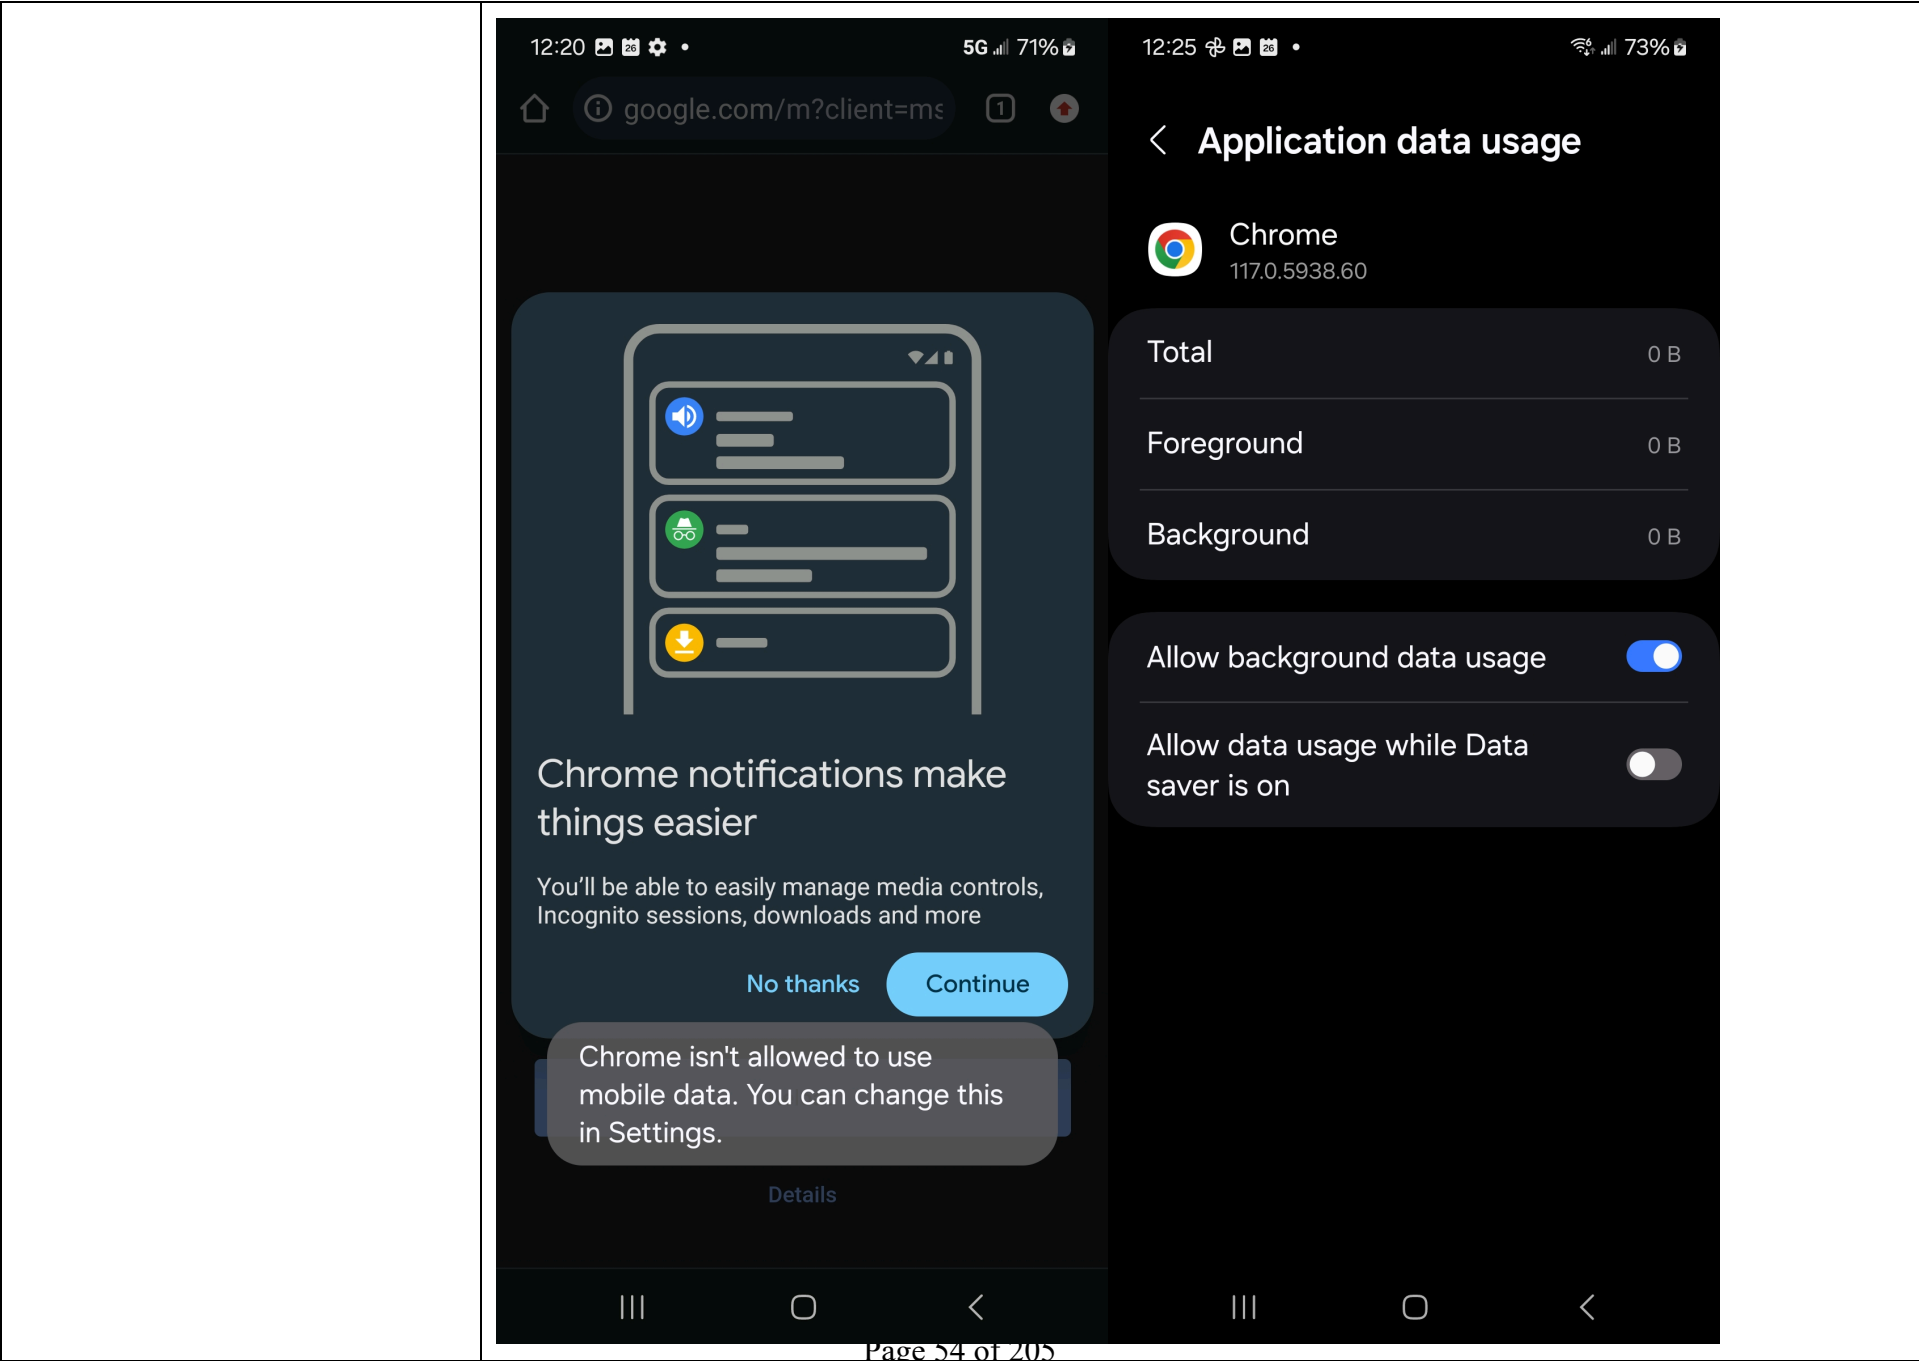 12:20
26
5G
71%
google.com/m?client=ms
1
Chrome notifications make
things easier
You’ll be able to easily manage media controls,
Incognito sessions, downloads and more
No thanks
Continue
Chrome isn't allowed to use
mobile data. You can change this
in Settings.
Details
12:25
26
6
73%
Application data usage
Chrome
117.0.5938.60
Total 0 B
Foreground 0 B
Background 0 B
Allow background data usage
Allow data usage while Data
saver is on
Page 54 of 205